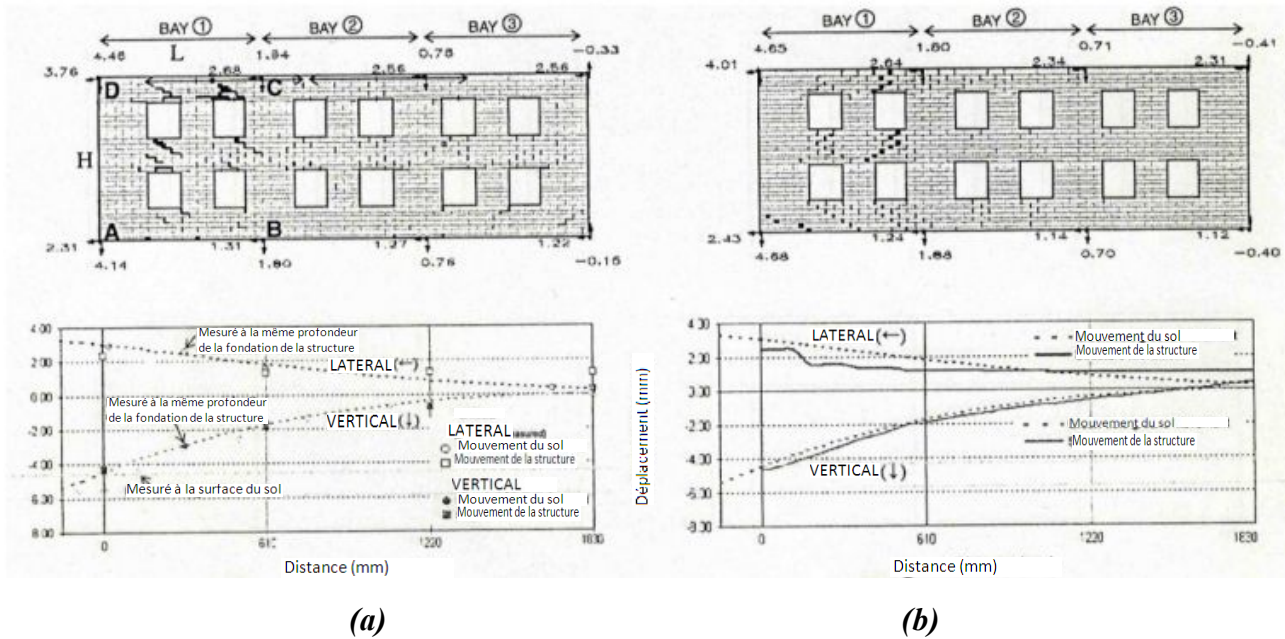 BAY ① BAY ② BAY ③
4.46 1.84 0.78 -0.33
L
3.76 2.68 2.56 2.56
D C
H
A B
2.31 1.31 1.27 1.22
4.14 1.80 0.76 -0.16
4.00
2.00
0.00
-2.00
-4.00
8.00
0 610 1220 1830
Mesuré à la même profondeur
de la fondation de la structure
LATERAL (←)
Mesuré à la même profondeur
de la fondation de la structure
VERTICAL (↓)
Mesuré à la surface du sol
LATERAL
Mouvement du sol
Mouvement de la structure
VERTICAL
Mouvement du sol
Mouvement de la structure
Distance (mm)
(a)
BAY ① BAY ② BAY ③
4.65 1.80 0.71 -0.41
4.01 2.64 2.34 2.31
2.43 1.24 1.14 1.12
4.68 1.88 0.70 -0.40
Déplacement (mm)
4.00
2.00
0 610 1220
LATERAL (←)
Mouvement du sol
Mouvement de la structure
Mouvement du sol
Mouvement de la structure
VERTICAL (↓)
Distance (mm)
(b)